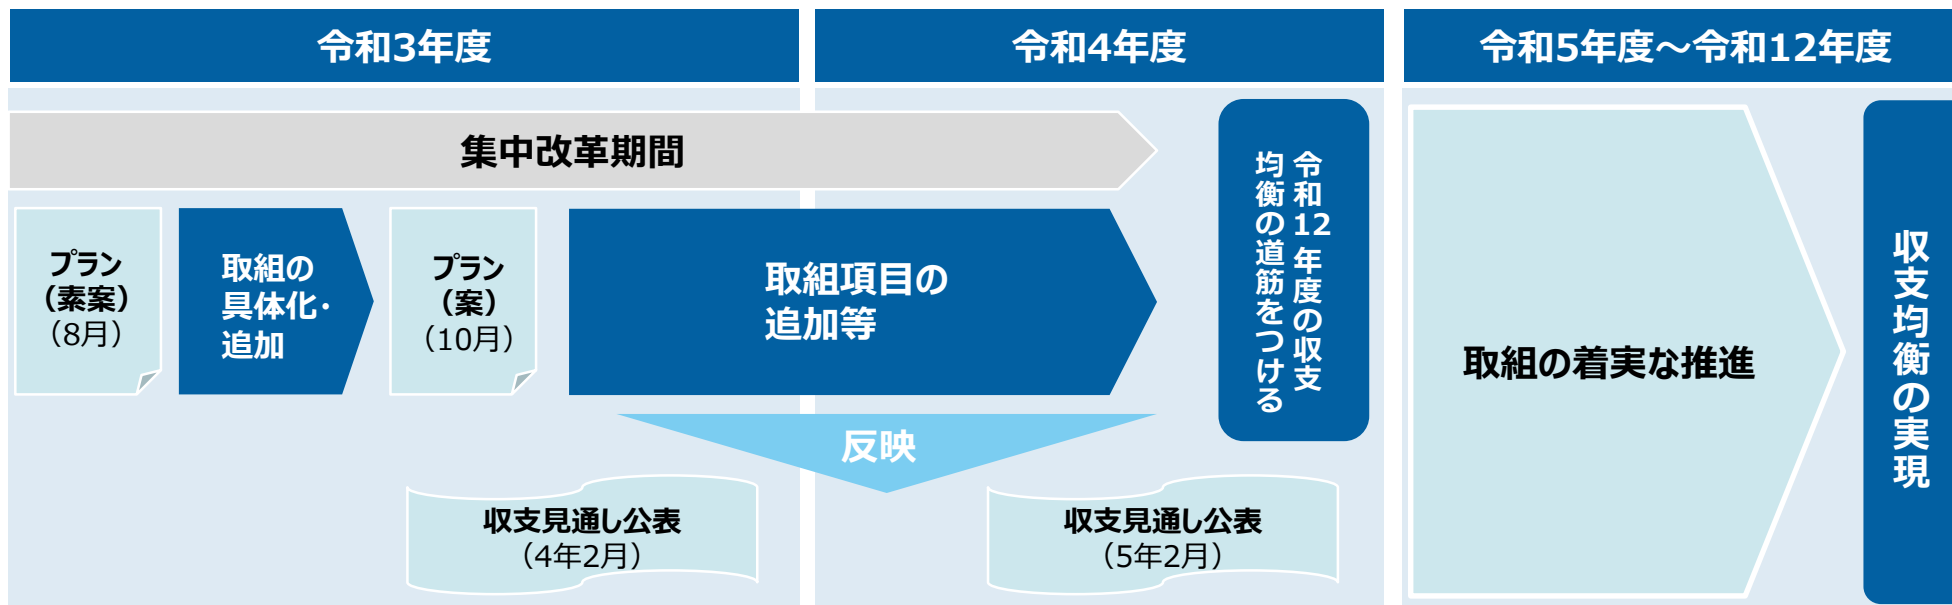 令和3年度
令和4年度
令和5年度～令和12年度
集中改革期間
プラン
（素案）
（8月）
取組の
具体化・
追加
プラン
（案）
（10月）
取組項目の
追加等
令和12年度の収支
均衡の道筋をつける
反映
収支見通し公表
（4年2月）
収支見通し公表
（5年2月）
取組の着実な推進
収支均衡の実現